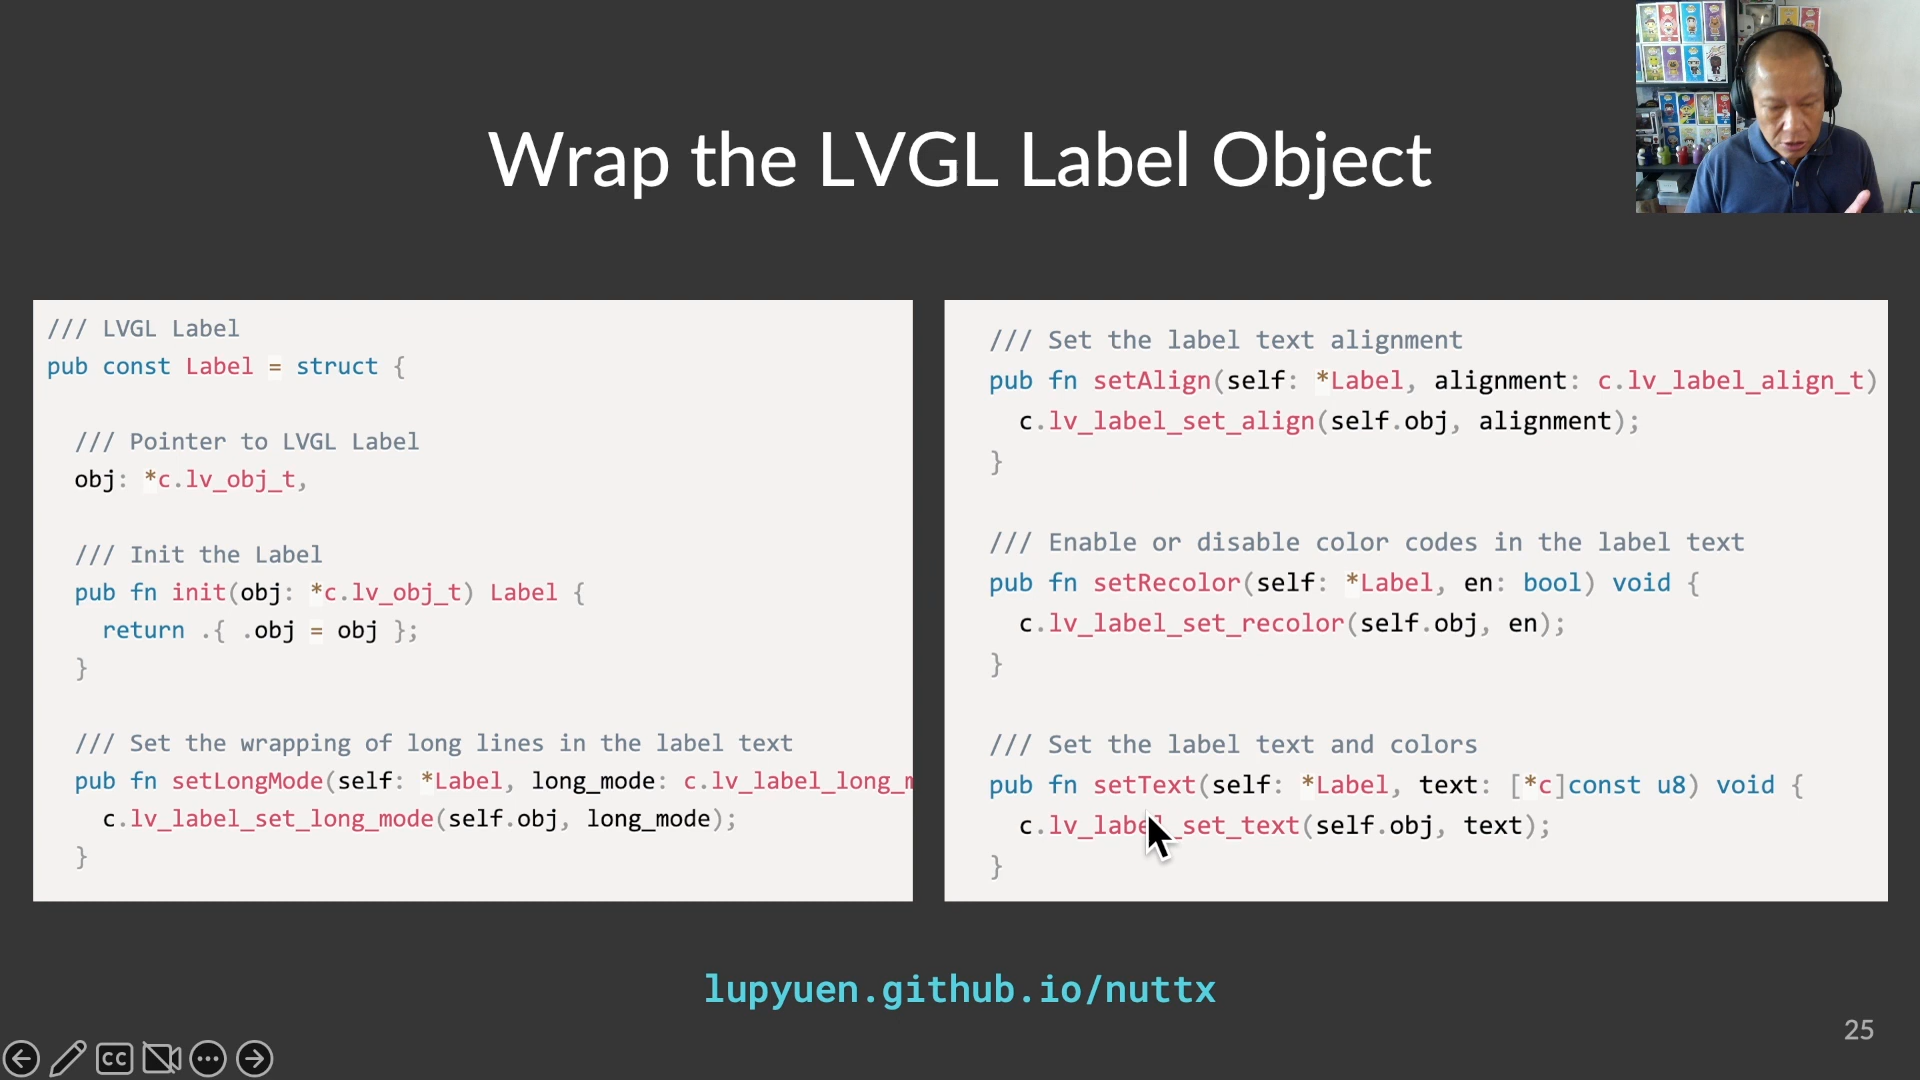 Wrap the LVGL Label Object
/// LVGL Label
pub const Label = struct {
/// Pointer to LVGL Label
obj: *c.lv_obj_t,
/// Init the Label
pub fn init(obj: *c.lv_obj_t) Label {
return .{ .obj = obj };
}
/// Set the wrapping of long lines in the label text
pub fn setLongMode(self: *Label, long_mode: c.lv_label_long_m
c.lv_label_set_long_mode(self.obj, long_mode);
}
/// Set the label text alignment
pub fn setAlign(self: *Label, alignment: c.lv_label_align_t)
c.lv_label_set_align(self.obj, alignment);
}
/// Enable or disable color codes in the label text
pub fn setRecolor(self: *Label, en: bool) void {
c.lv_label_set_recolor(self.obj, en);
}
/// Set the label text and colors
pub fn setText(self: *Label, text: [*c]const u8) void {
c.lv_label_set_text(self.obj, text);
}
lupyuen.github.io/nuttx
25
CC